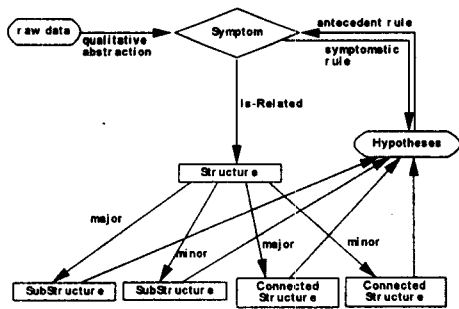 raw data
qualitative
abstraction
Symptom
antecedent rule
symptomatic
rule
Is-Related
Hypotheses
Structure
major
minor
major
minor
SubStructure
SubStructure
Connected
Structure
Connected
Structure